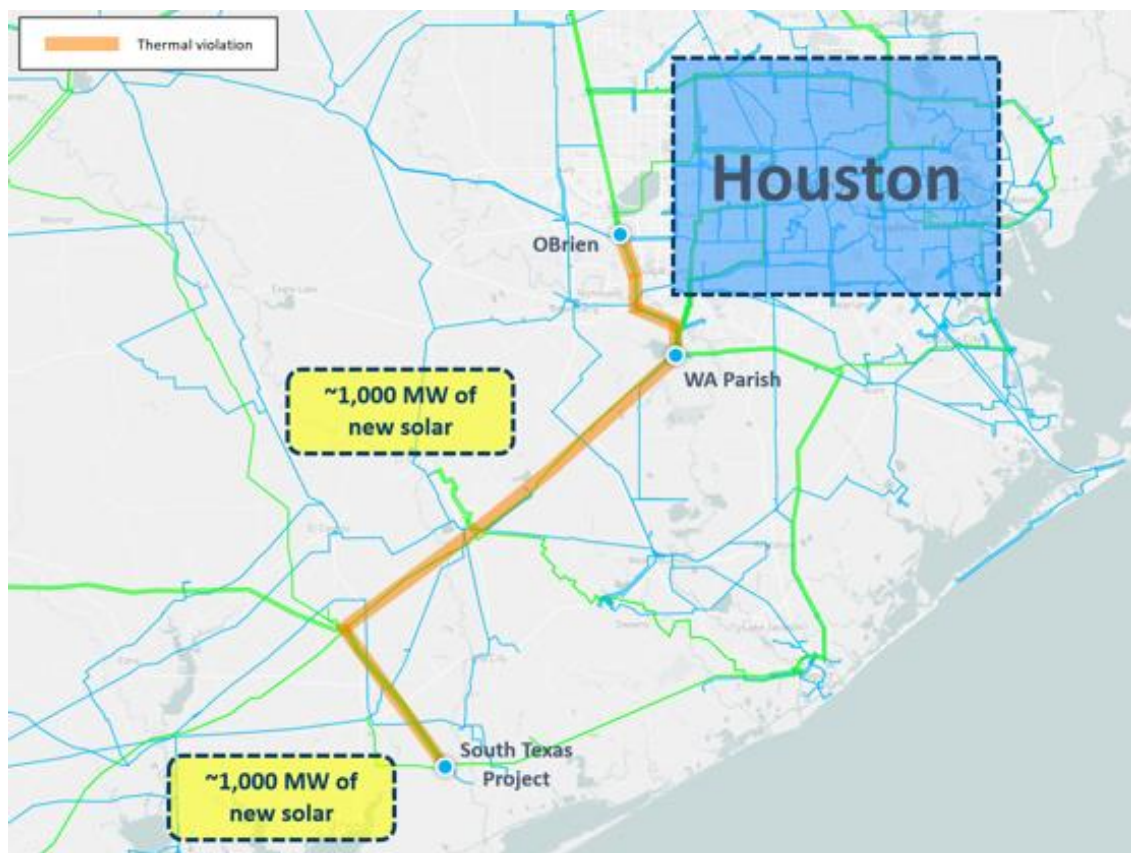 Thermal violation
Houston
OBrien
WA Parish
~1,000 MW of
new solar
South Texas
Project
~1,000 MW of
new solar